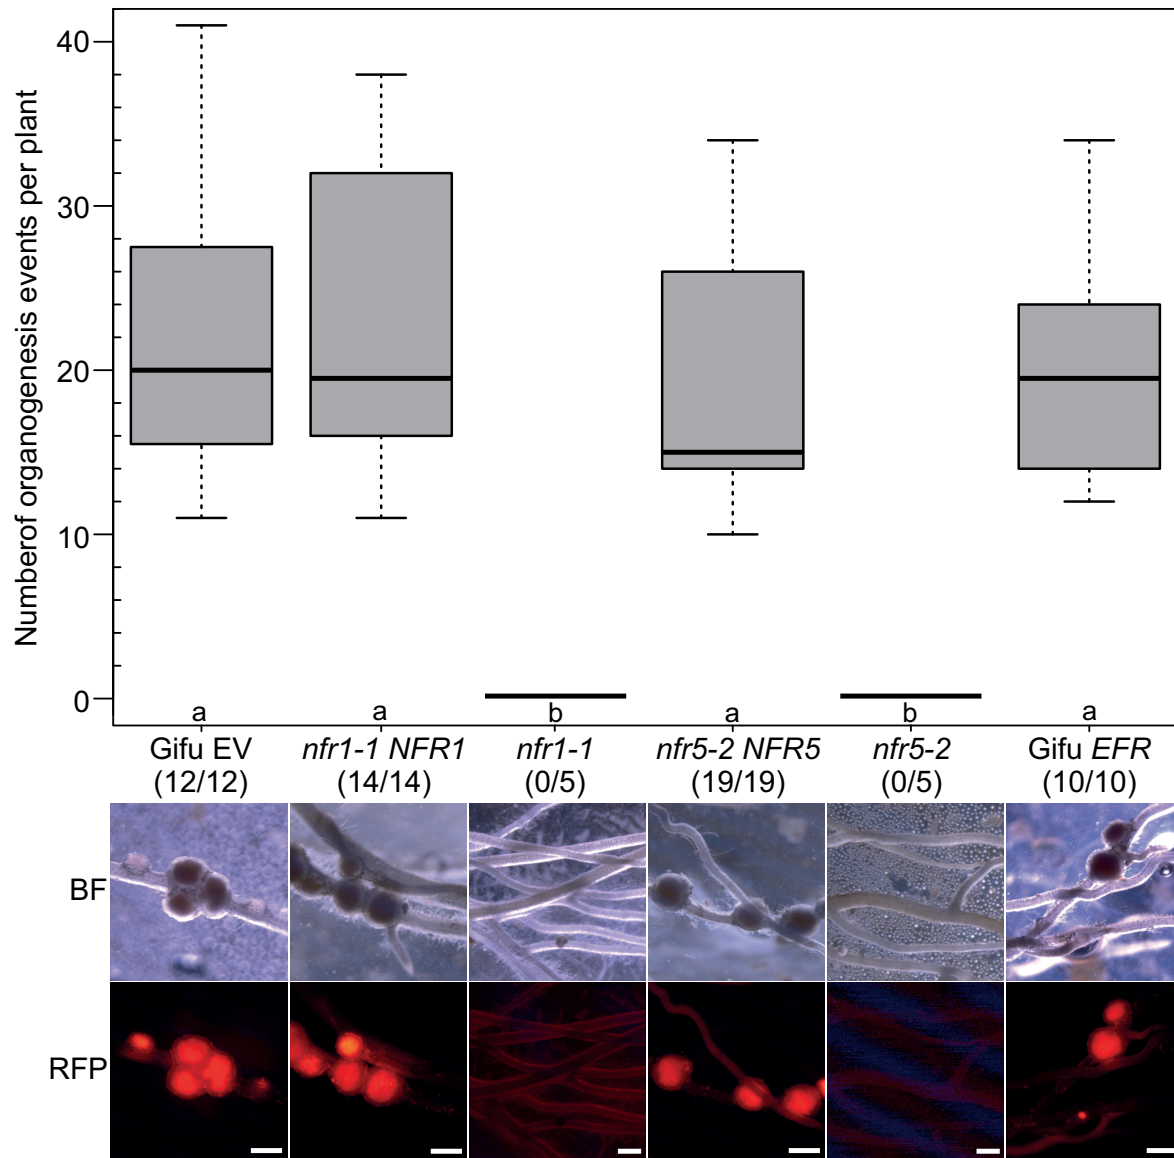 Numberof organogenesis events per plant
40
30
20
10
0
a a b a b a
Gifu EV nfr1-1 NFR1 nfr1-1 nfr5-2 NFR5 nfr5-2 Gifu EFR
(12/12) (14/14) (0/5) (19/19) (0/5) (10/10)
BF
RFP